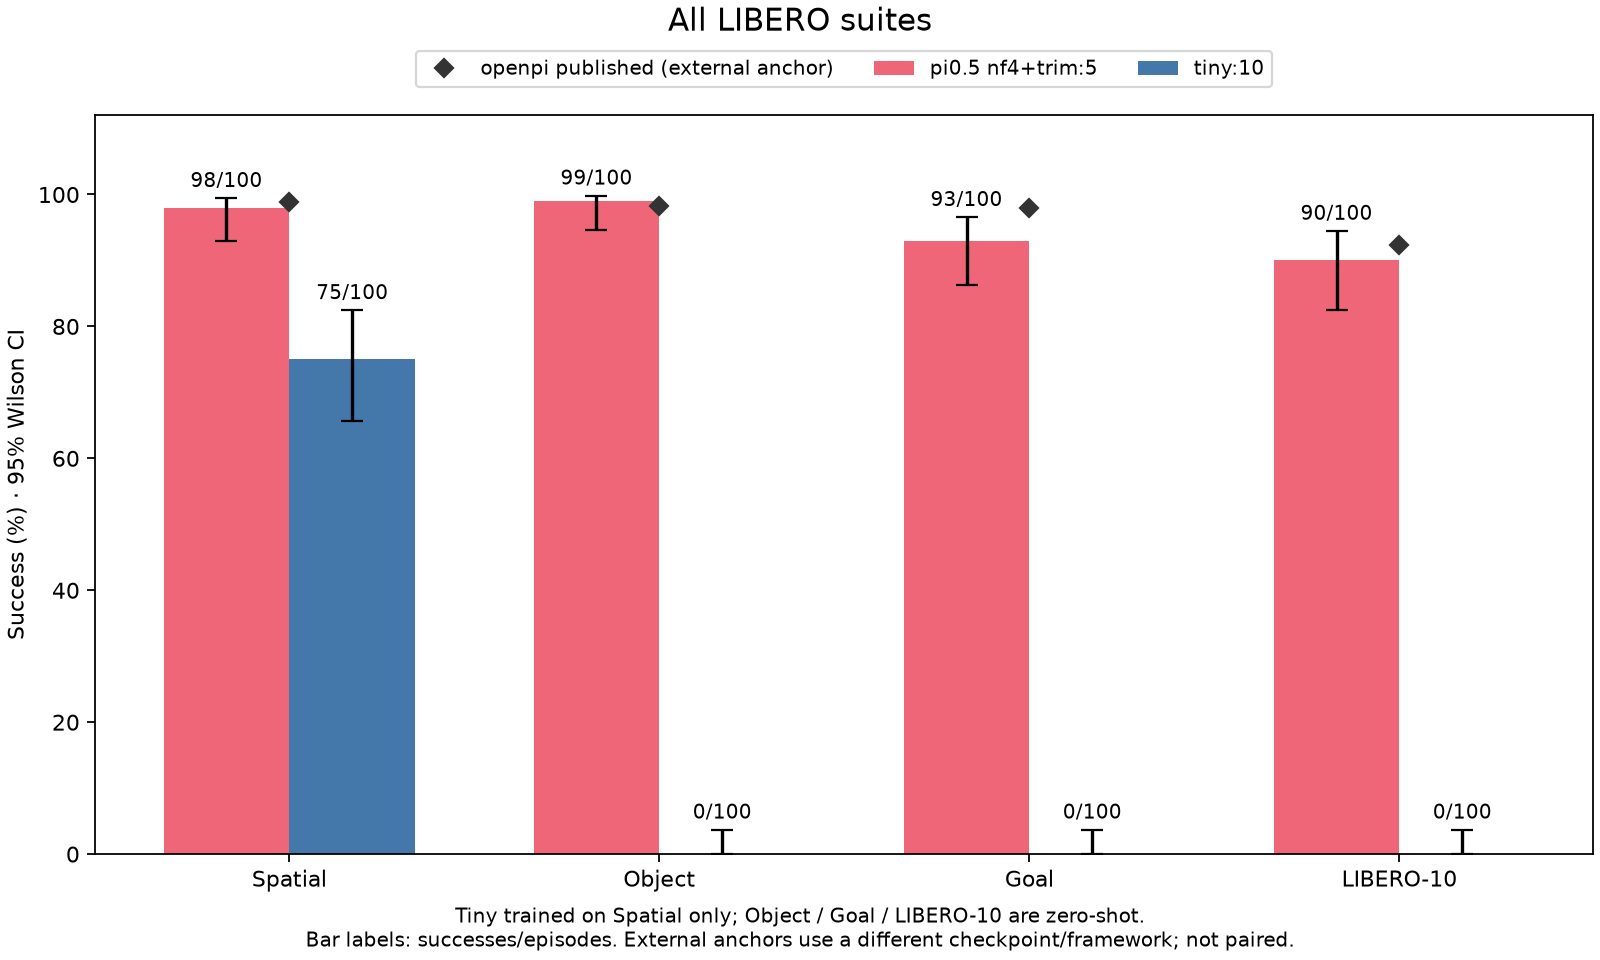 All LIBERO suites
openpi published (external anchor)
pi0.5 nf4+trim:5
tiny:10
Success (%) · 95% Wilson CI
100
80
60
40
20
0
98/100
75/100
99/100
0/100
93/100
0/100
90/100
0/100
Spatial
Object
Goal
LIBERO-10
Tiny trained on Spatial only; Object / Goal / LIBERO-10 are zero-shot.
Bar labels: successes/episodes. External anchors use a different checkpoint/framework; not paired.